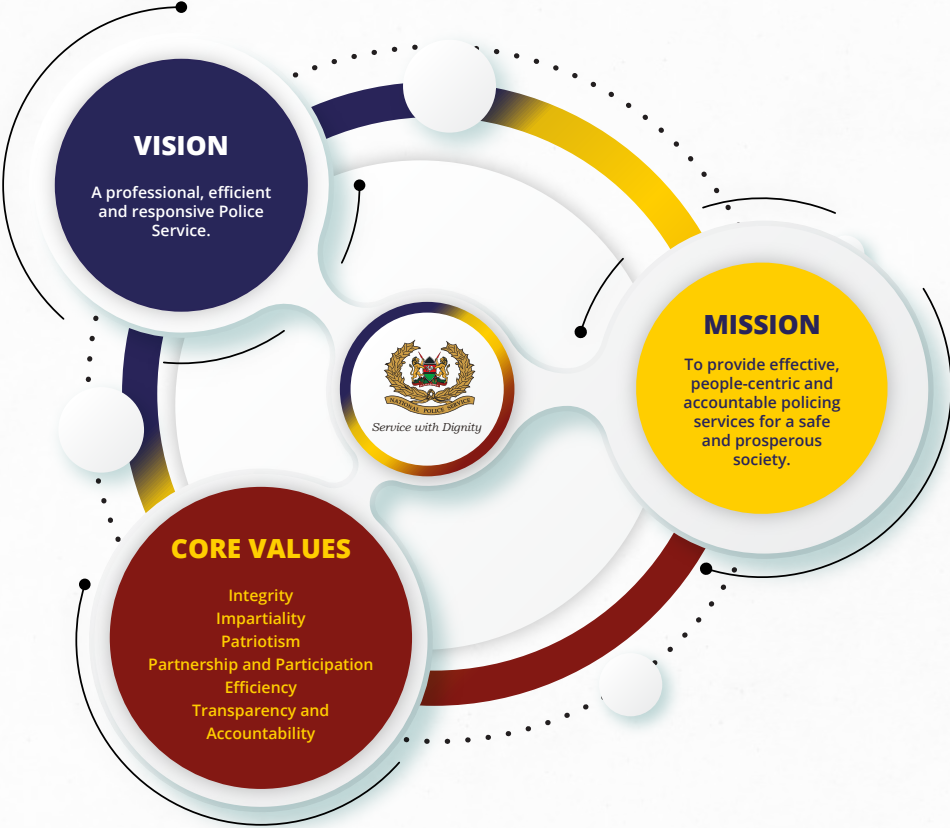 VISION
A professional, efficient
and responsive Police
Service.
MISSION
To provide effective,
people-centric and
accountable policing
services for a safe
and prosperous
society.
NATIONAL POLICE SERVICE
Service with Dignity
CORE VALUES
Integrity
Impartiality
Patriotism
Partnership and Participation
Efficiency
Transparency and
Accountability